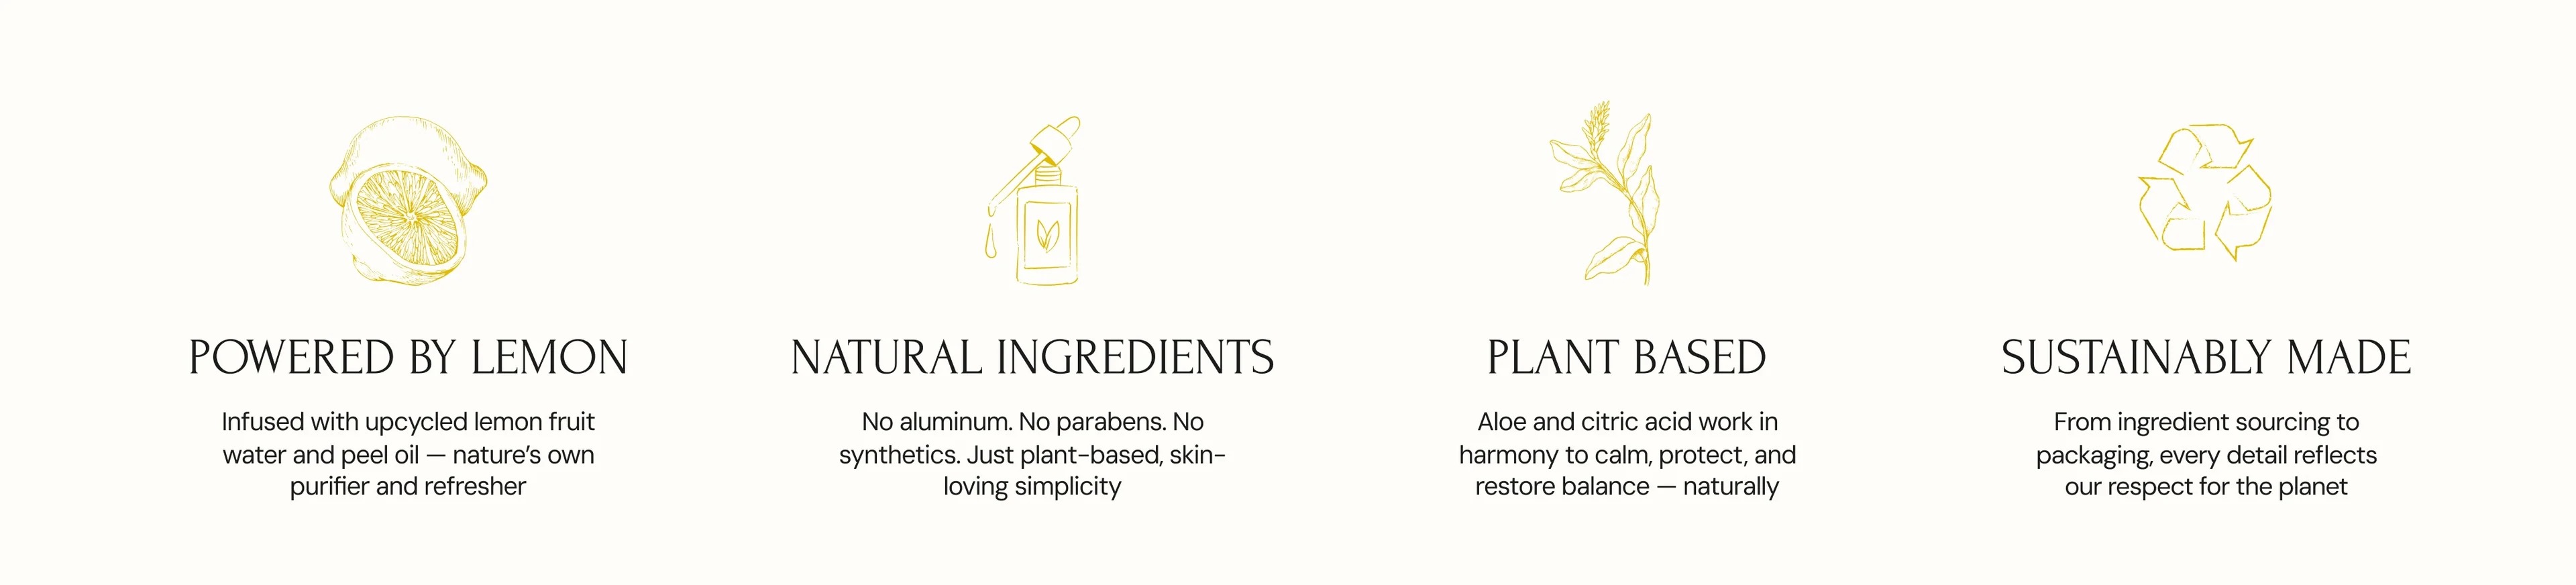 POWERED BY LEMON
Infused with upcycled lemon fruit
water and peel oil — nature's own
purifier and refresher
NATURAL INGREDIENTS
No aluminum. No parabens. No
synthetics. Just plant-based, skin-
loving simplicity
PLANT BASED
Aloe and citric acid work in
harmony to calm, protect, and
restore balance — naturally
SUSTAINABLY MADE
From ingredient sourcing to
packaging, every detail reflects
our respect for the planet